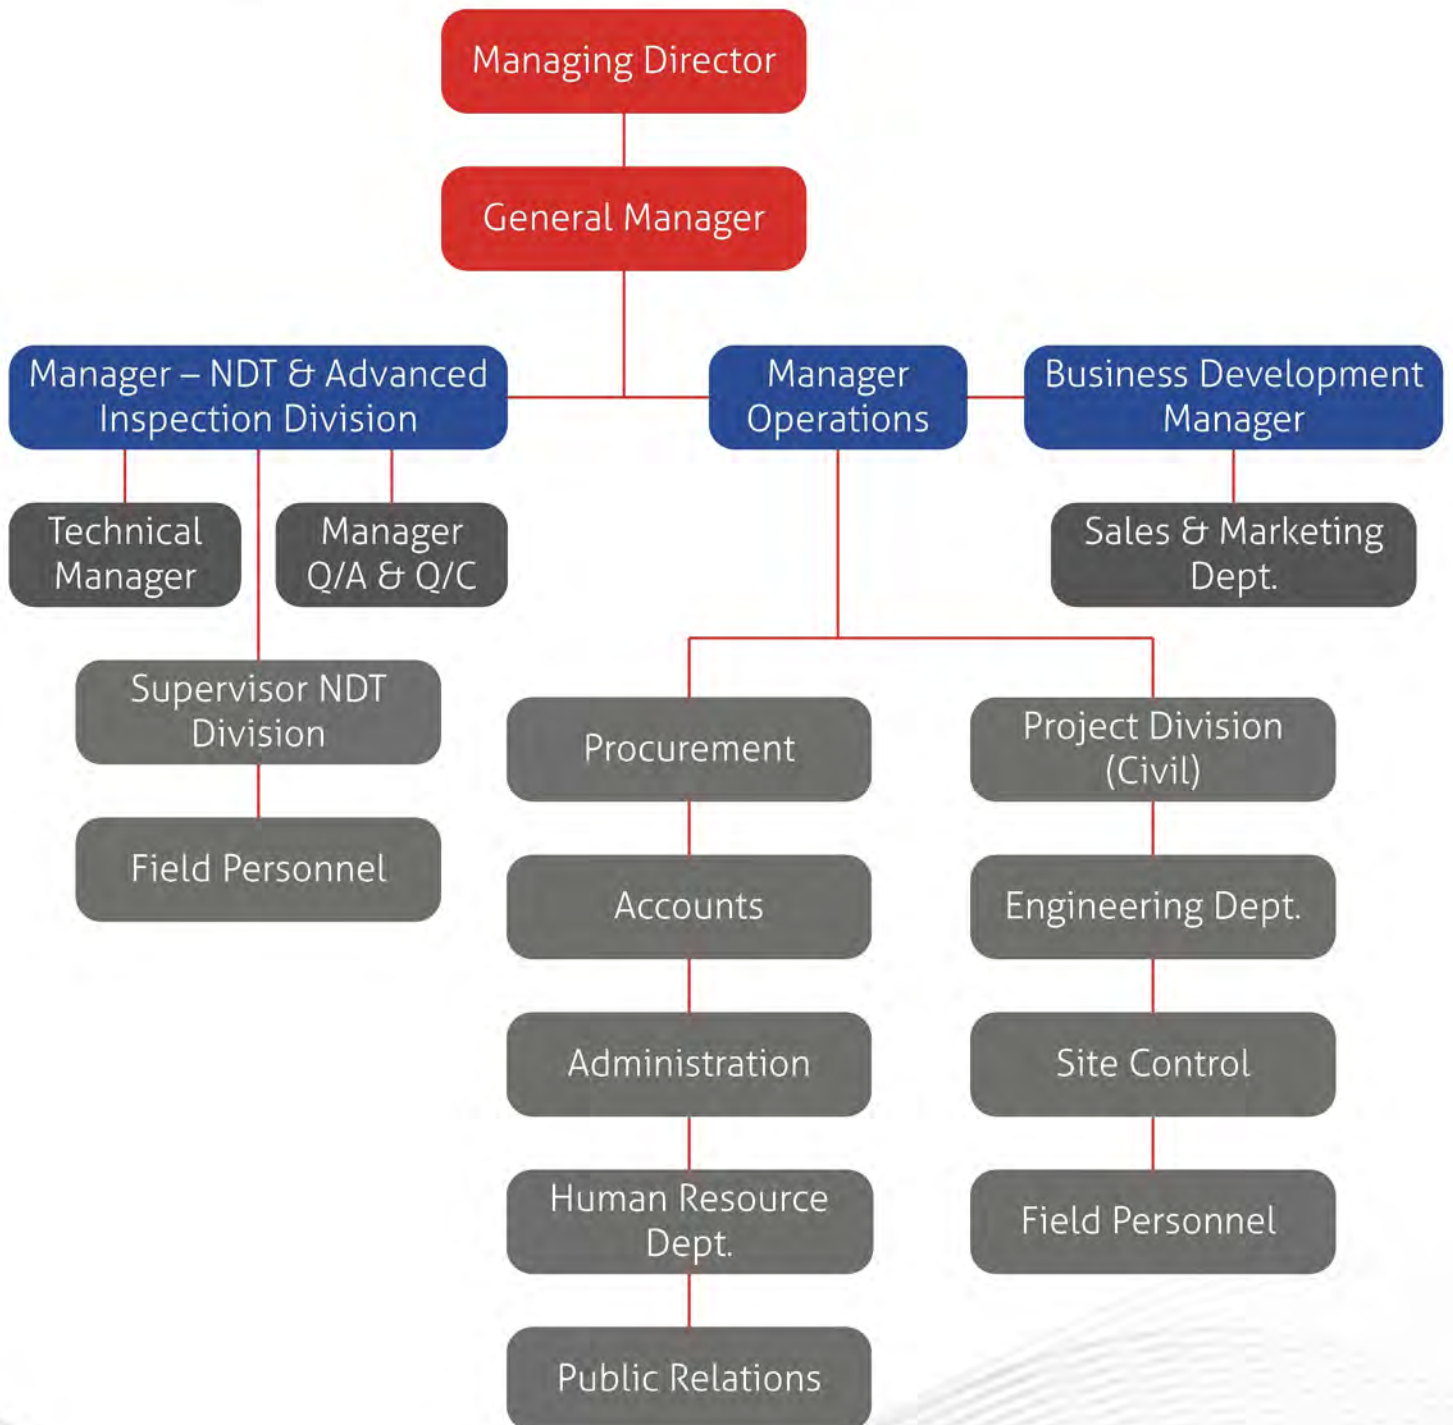 Managing Director
General Manager
Manager – NDT & Advanced
Inspection Division
Manager
Operations
Business Development
Manager
Technical
Manager
Manager
Q/A & Q/C
Sales & Marketing
Dept.
Supervisor NDT
Division
Field Personnel
Procurement
Accounts
Administration
Human Resource
Dept.
Public Relations
Project Division
(Civil)
Engineering Dept.
Site Control
Field Personnel